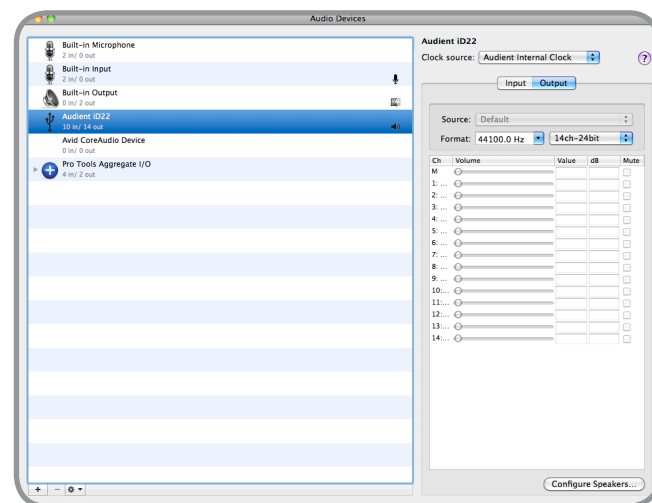 Audio Devices
Built-in Microphone
2 in/ 0 out
Built-in Input
2 in/ 0 out
Built-in Output
0 in/ 2 out
Audient iD22
10 in/ 14 out
Avid CoreAudio Device
0 in/ 0 out
Pro Tools Aggregate I/O
4 in/ 2 out
+ −
Audient iD22
Clock source: Audient Internal Clock ?
Input Output
Source: Default
Format: 44100.0 Hz 14ch-24bit
Ch Volume Value dB Mute
M
1: ...
2: ...
3: ...
4: ...
5: ...
6: ...
7: ...
8: ...
9: ...
10:...
11:...
12:...
13:...
14:...
Configure Speakers...